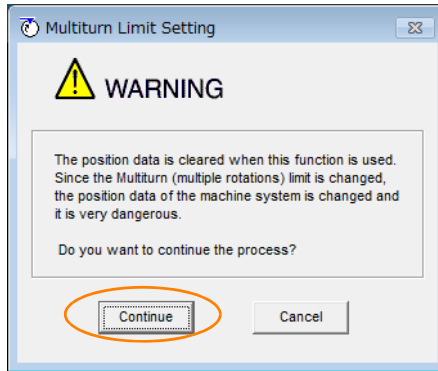 Multiturn Limit Setting
WARNING
The position data is cleared when this function is used.
Since the Multiturn (multiple rotations) limit is changed,
the position data of the machine system is changed and
it is very dangerous.
Do you want to continue the process?
Continue
Cancel